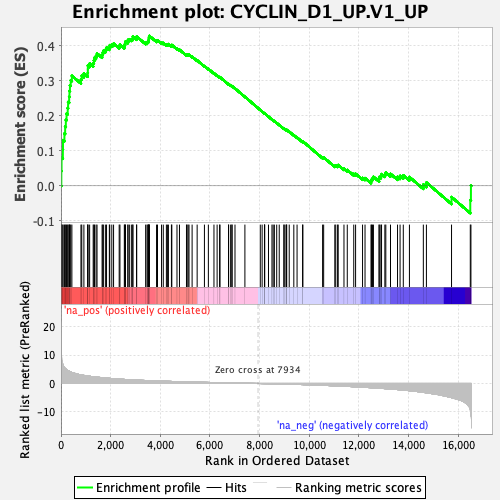 Enrichment plot: CYCLIN_D1_UP.V1_UP
Enrichment score (ES)
0.4
0.3
0.2
0.1
0.0
-0.1
'na_pos' (positively correlated)
Ranked list metric (PreRanked)
20
10
0
-10
Zero cross at 7934
'na_neg' (negatively correlated)
0
2,000
4,000
6,000
8,000
10,000
12,000
14,000
16,000
Rank in Ordered Dataset
Enrichment profile
Hits
Ranking metric scores